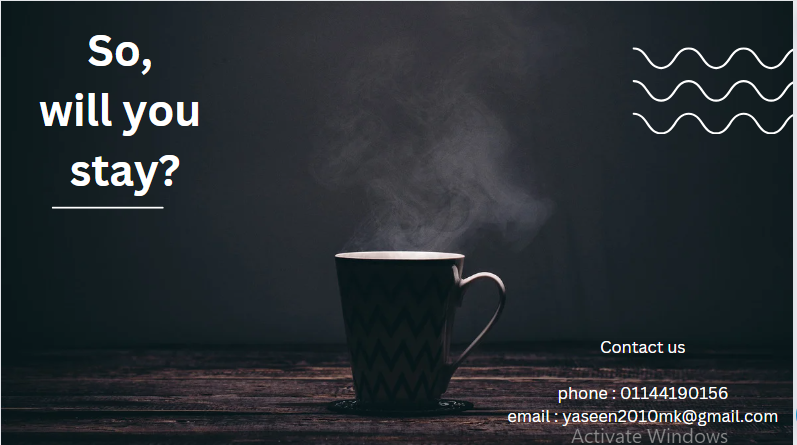 So,
will you
stay?
Contact us
phone : 01144190156
email : yaseen2010mk@gmail.com
Activate Windows